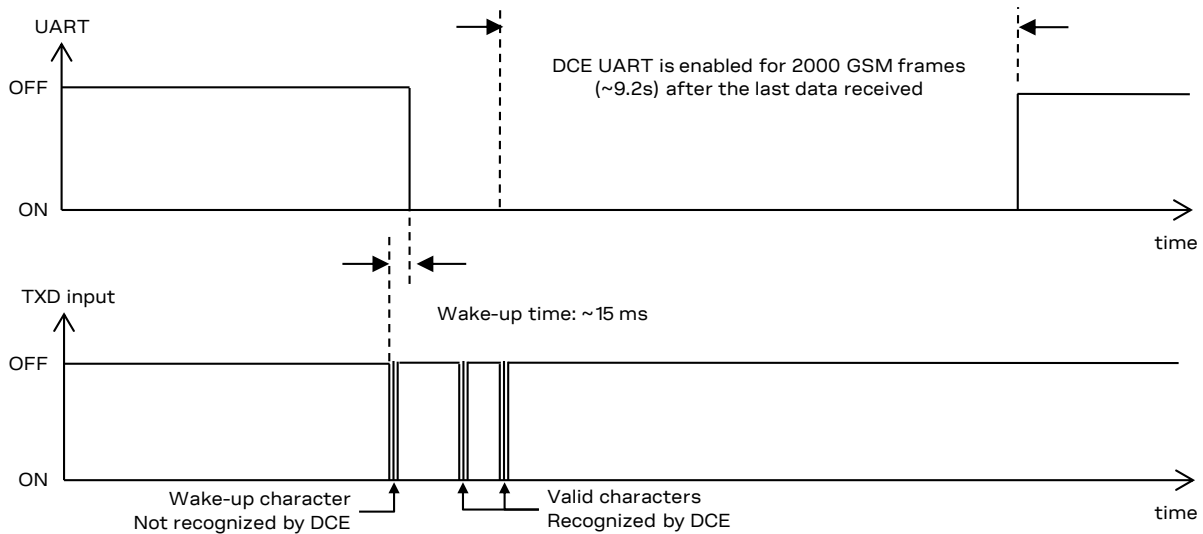 UART
OFF
DCE UART is enabled for 2000 GSM frames
(~9.2s) after the last data received
ON
time
TXD input
Wake-up time: ~15 ms
OFF
ON
Wake-up character
Not recognized by DCE
Valid characters
Recognized by DCE
time